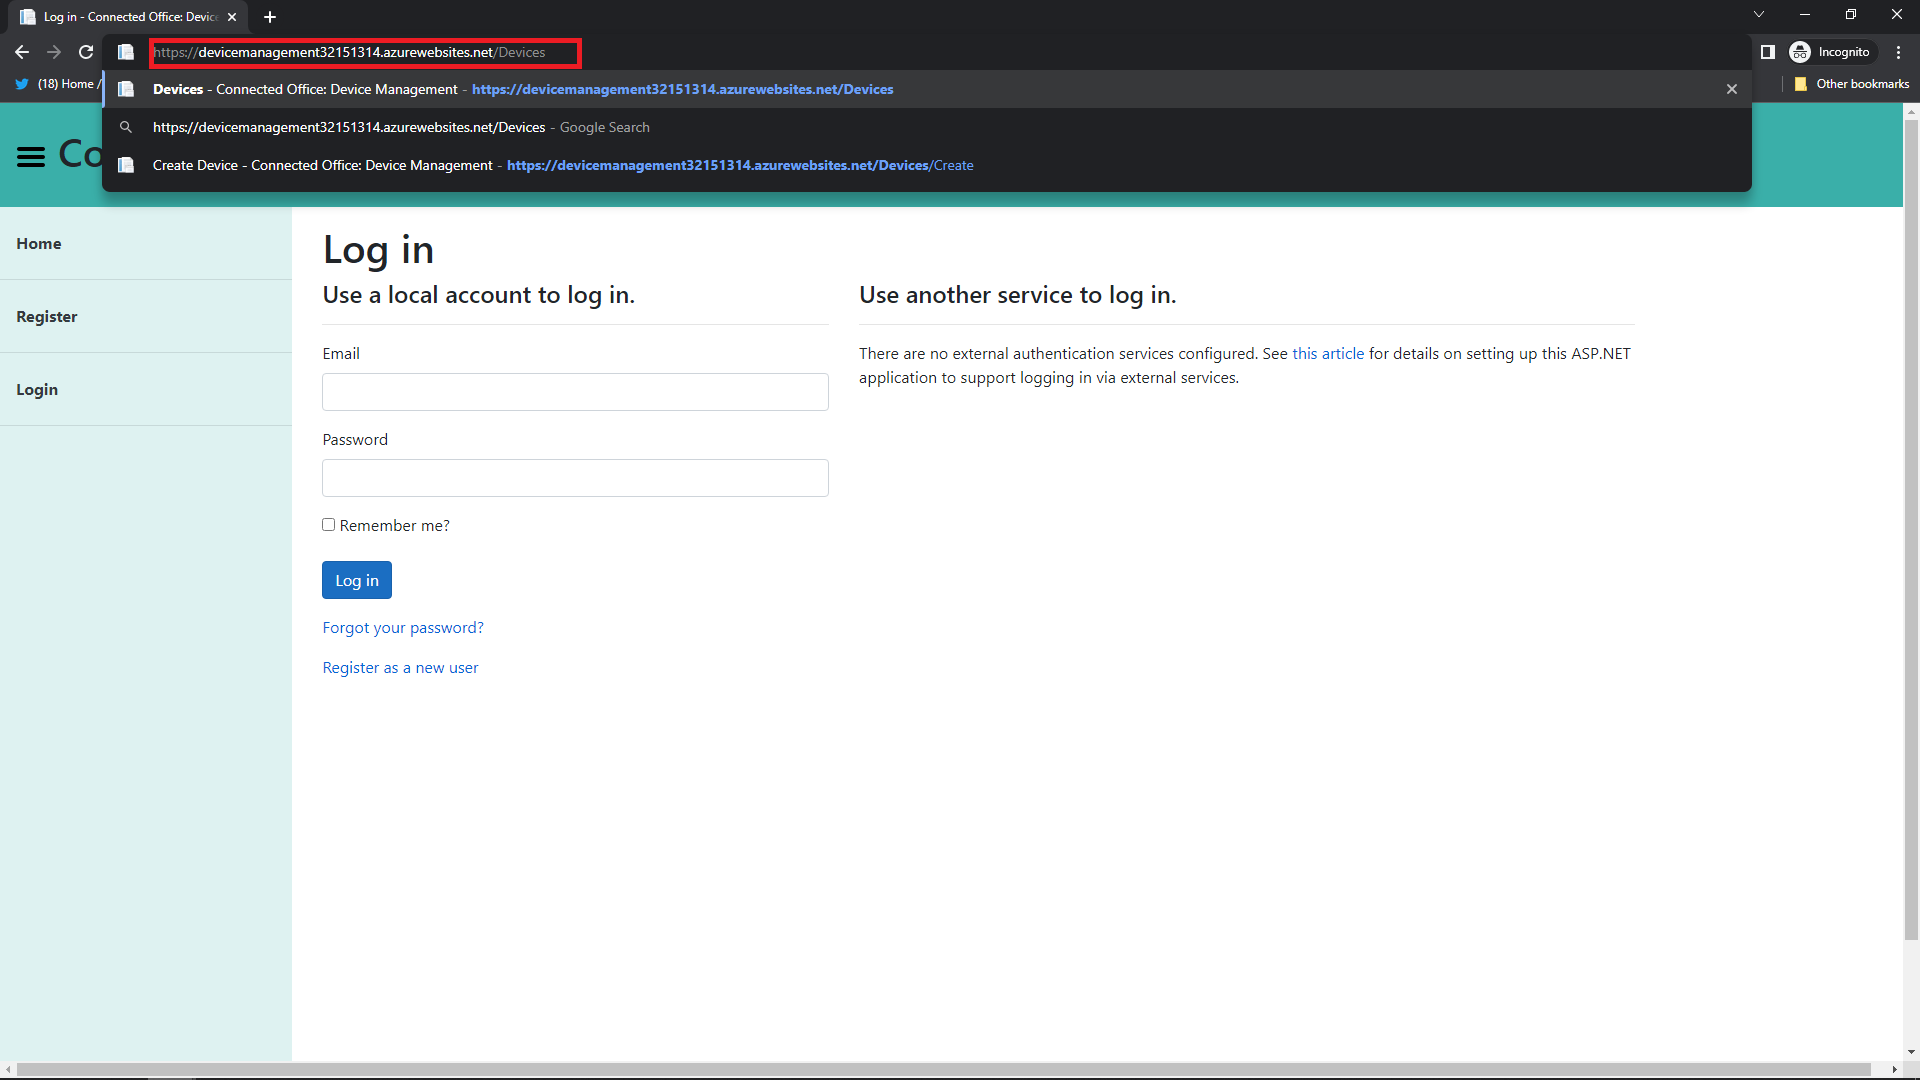 Log in - Connected Office: Device
https://devicemanagement32151314.azurewebsites.net/Devices
Incognito
(18) Home /
Devices - Connected Office: Device Management - https://devicemanagement32151314.azurewebsites.net/Devices
Other bookmarks
https://devicemanagement32151314.azurewebsites.net/Devices - Google Search
Create Device - Connected Office: Device Management - https://devicemanagement32151314.azurewebsites.net/Devices/Create
Co
Home
Register
Login
Log in
Use a local account to log in.
Email
Password
Remember me?
Log in
Forgot your password?
Register as a new user
Use another service to log in.
There are no external authentication services configured. See this article for details on setting up this ASP.NET
application to support logging in via external services.